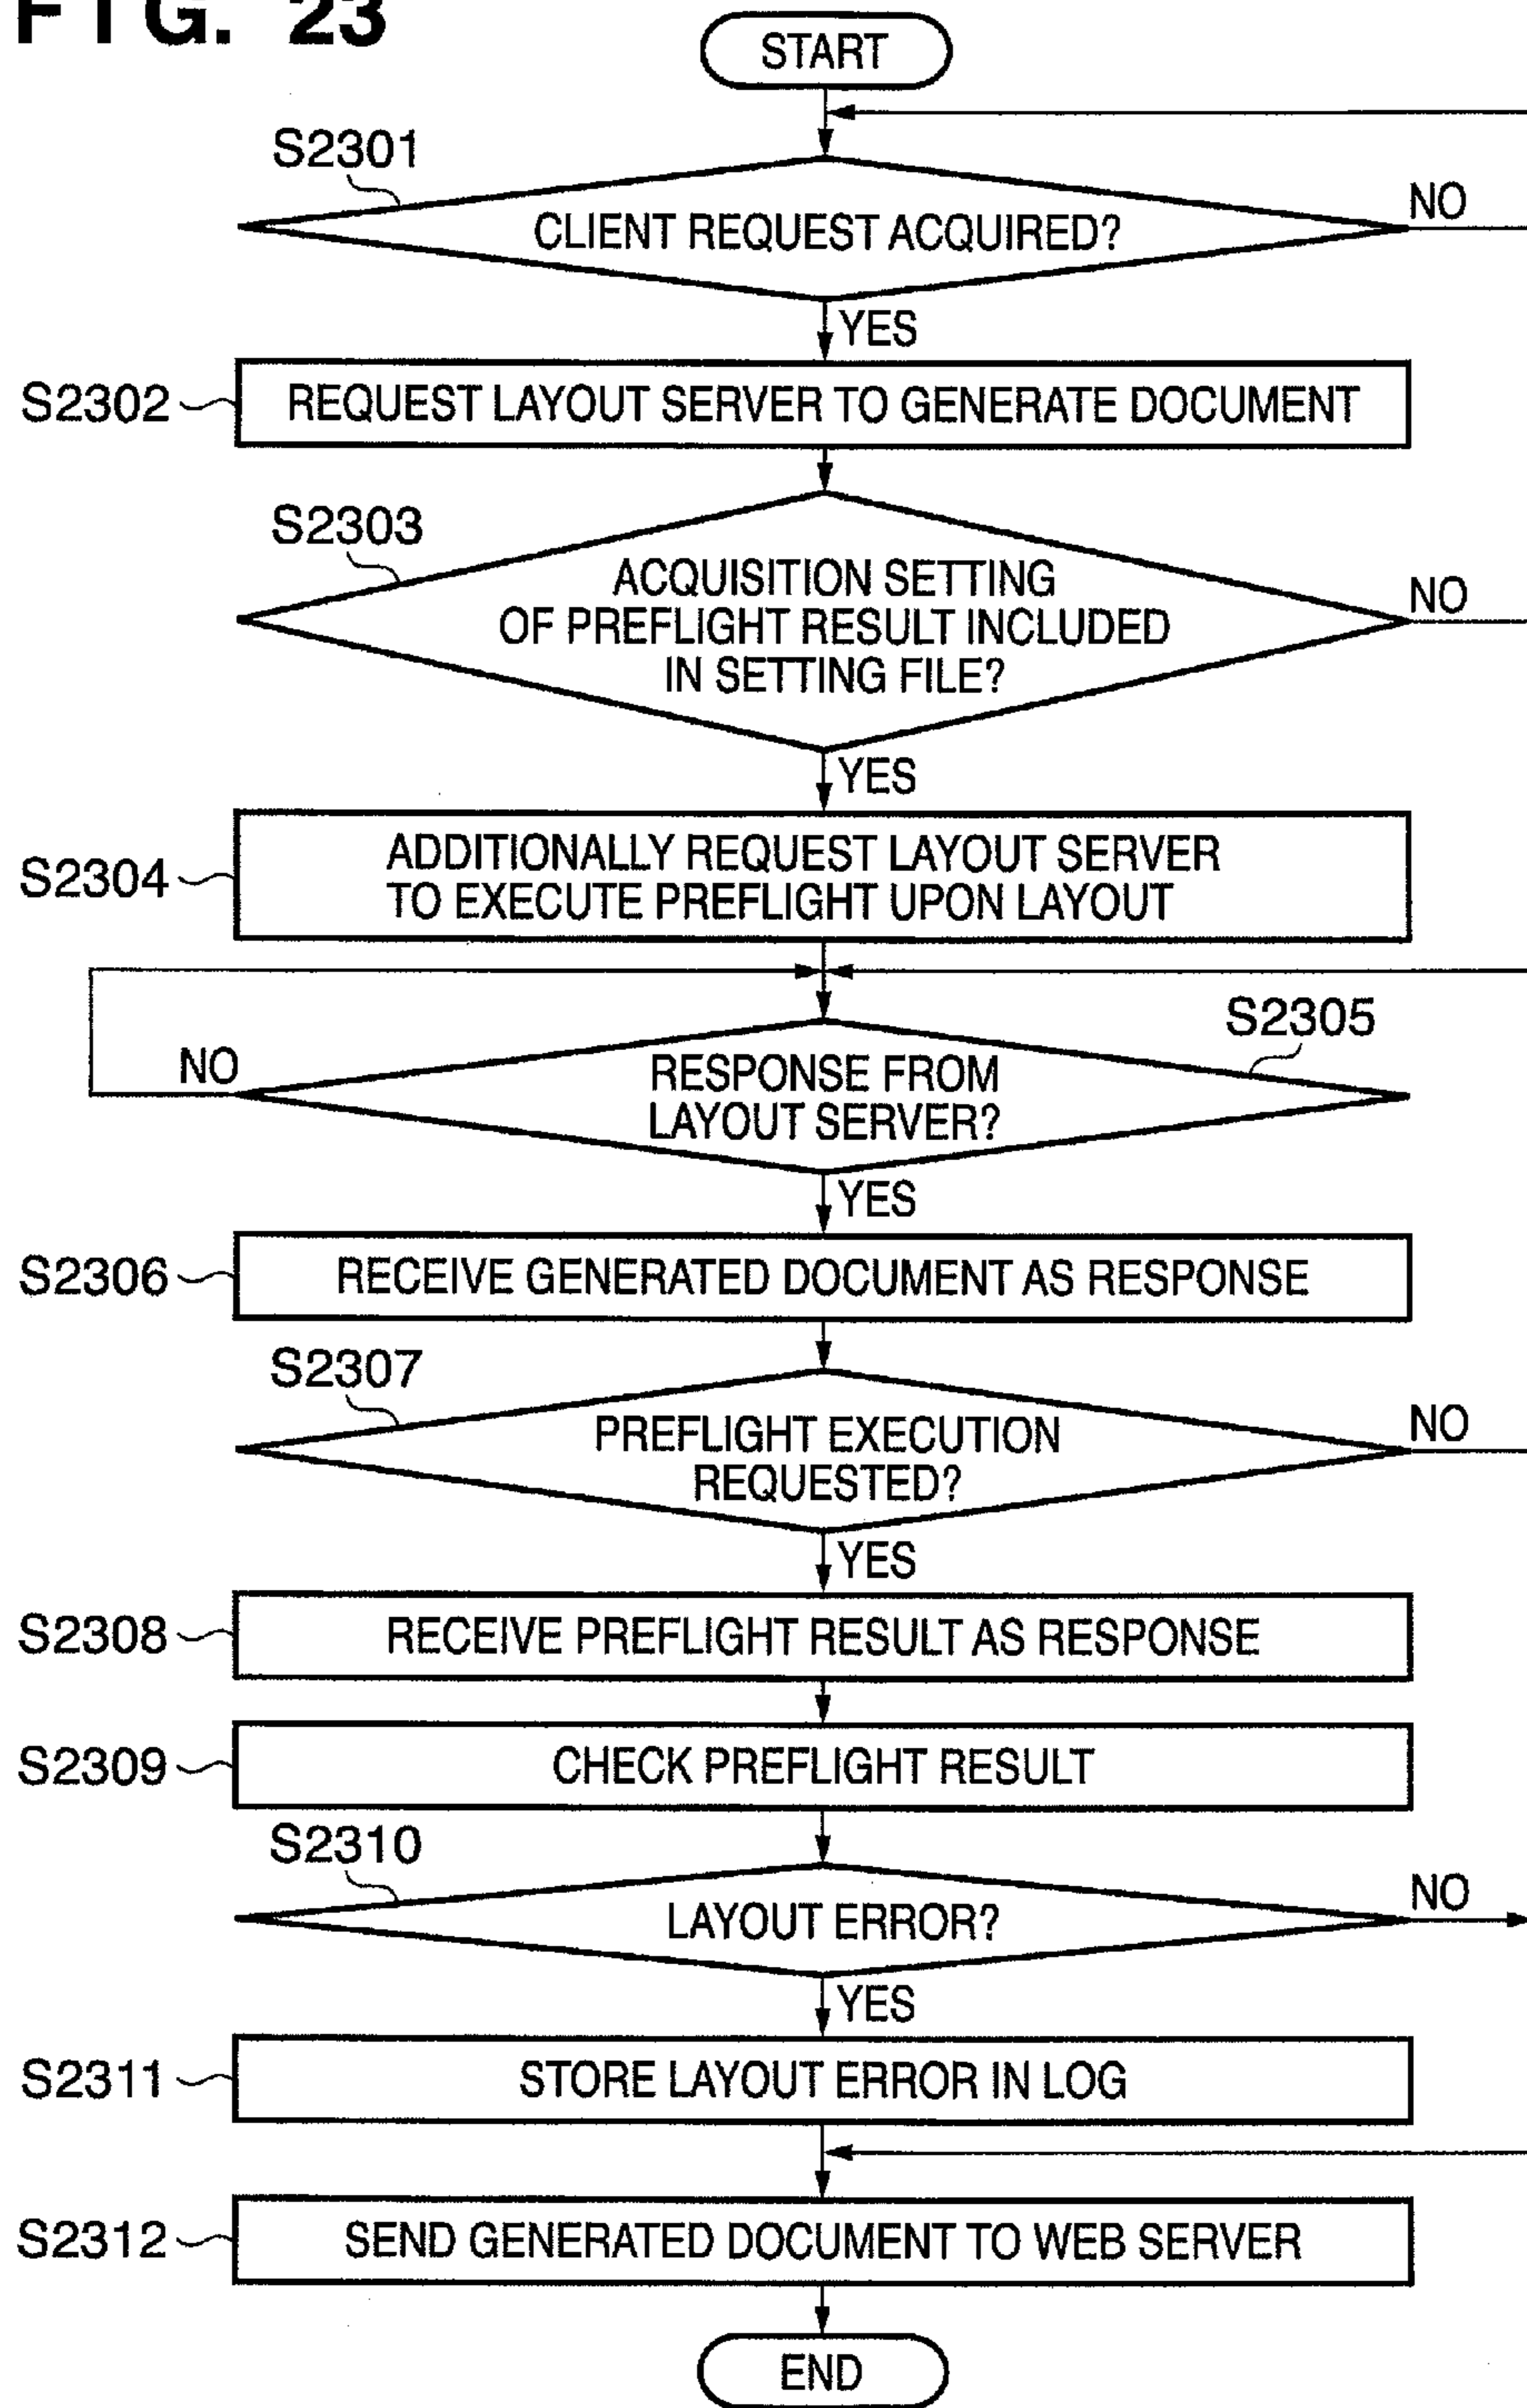 FIG. 23
START
S2301
CLIENT REQUEST ACQUIRED?
NO
YES
S2302
REQUEST LAYOUT SERVER TO GENERATE DOCUMENT
S2303
ACQUISITION SETTING
OF PREFLIGHT RESULT INCLUDED
IN SETTING FILE?
NO
YES
S2304
ADDITIONALLY REQUEST LAYOUT SERVER
TO EXECUTE PREFLIGHT UPON LAYOUT
S2305
NO
RESPONSE FROM
LAYOUT SERVER?
YES
S2306
RECEIVE GENERATED DOCUMENT AS RESPONSE
S2307
PREFLIGHT EXECUTION
REQUESTED?
NO
YES
S2308
RECEIVE PREFLIGHT RESULT AS RESPONSE
S2309
CHECK PREFLIGHT RESULT
S2310
LAYOUT ERROR?
NO
YES
S2311
STORE LAYOUT ERROR IN LOG
S2312
SEND GENERATED DOCUMENT TO WEB SERVER
END